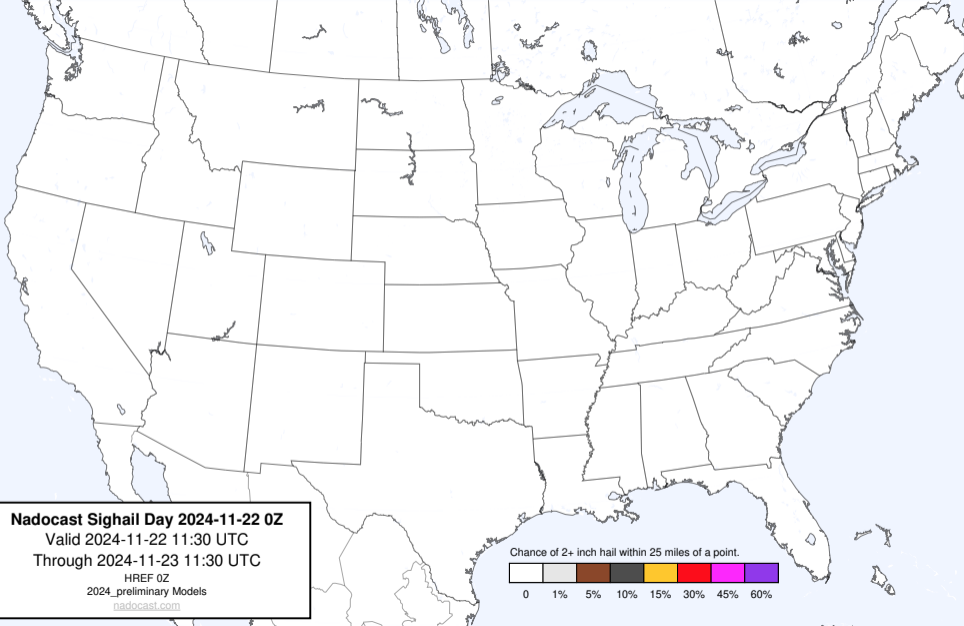 Nadocast Sighail Day 2024-11-22 0Z
Valid 2024-11-22 11:30 UTC
Through 2024-11-23 11:30 UTC
HREF 0Z
2024_preliminary Models
nadocast.com
Chance of 2+ inch hail within 25 miles of a point.
0 1% 5% 10% 15% 30% 45% 60%